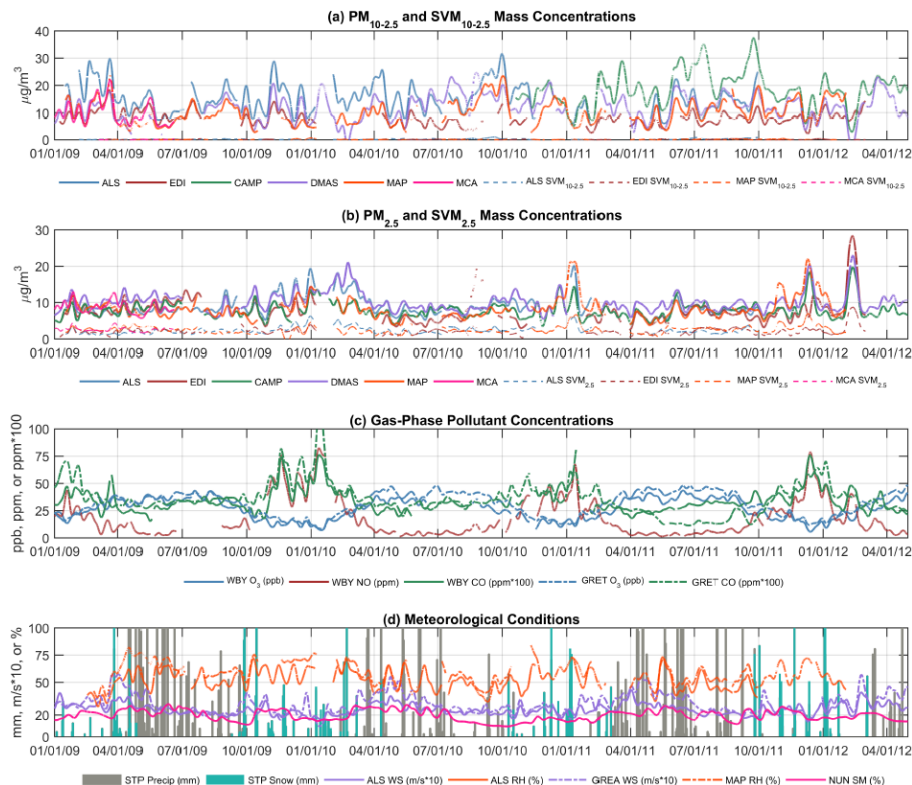 (a) PM10-2.5 and SVM10-2.5 Mass Concentrations
μg/m3
40
30
20
10
0
01/01/09 04/01/09 07/01/09 10/01/09 01/01/10 04/01/10 07/01/10 10/01/10 01/01/11 04/01/11 07/01/11 10/01/11 01/01/12 04/01/12
ALS EDI CAMP DMAS MAP MCA ALS SVM10-2.5 EDI SVM10-2.5 MAP SVM10-2.5 MCA SVM10-2.5
(b) PM2.5 and SVM2.5 Mass Concentrations
μg/m3
30
20
10
0
01/01/09 04/01/09 07/01/09 10/01/09 01/01/10 04/01/10 07/01/10 10/01/10 01/01/11 04/01/11 07/01/11 10/01/11 01/01/12 04/01/12
ALS EDI CAMP DMAS MAP MCA ALS SVM2.5 EDI SVM2.5 MAP SVM2.5 MCA SVM2.5
(c) Gas-Phase Pollutant Concentrations
ppb, ppm, or ppm*100
100
75
50
25
0
01/01/09 04/01/09 07/01/09 10/01/09 01/01/10 04/01/10 07/01/10 10/01/10 01/01/11 04/01/11 07/01/11 10/01/11 01/01/12 04/01/12
WBY O3 (ppb) WBY NO (ppm) WBY CO (ppm*100) GRET O3 (ppb) GRET CO (ppm*100)
(d) Meteorological Conditions
mm, m/s*10, or %
100
75
50
20
0
01/01/09 04/01/09 07/01/09 10/01/09 01/01/10 04/01/10 07/01/10 10/01/10 01/01/11 04/01/11 07/01/11 10/01/11 01/01/12 04/01/12
STP Precip (mm) STP Snow (mm) ALS WS (m/s*10) ALS RH (%) GREA WS (m/s*10) MAP RH (%) NUN SM (%)